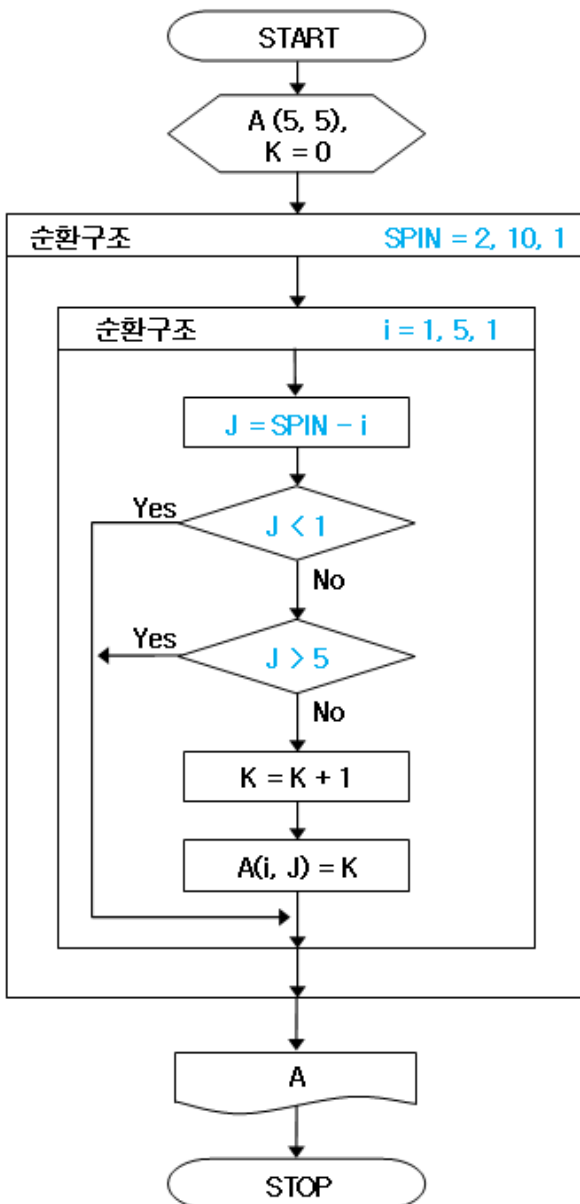 START
A (5, 5),
K = 0
순환구조 SPIN = 2, 10, 1
순환구조 i = 1, 5, 1
J = SPIN - i
Yes
J < 1
No
Yes
J > 5
No
K = K + 1
A(i, J) = K
A
STOP